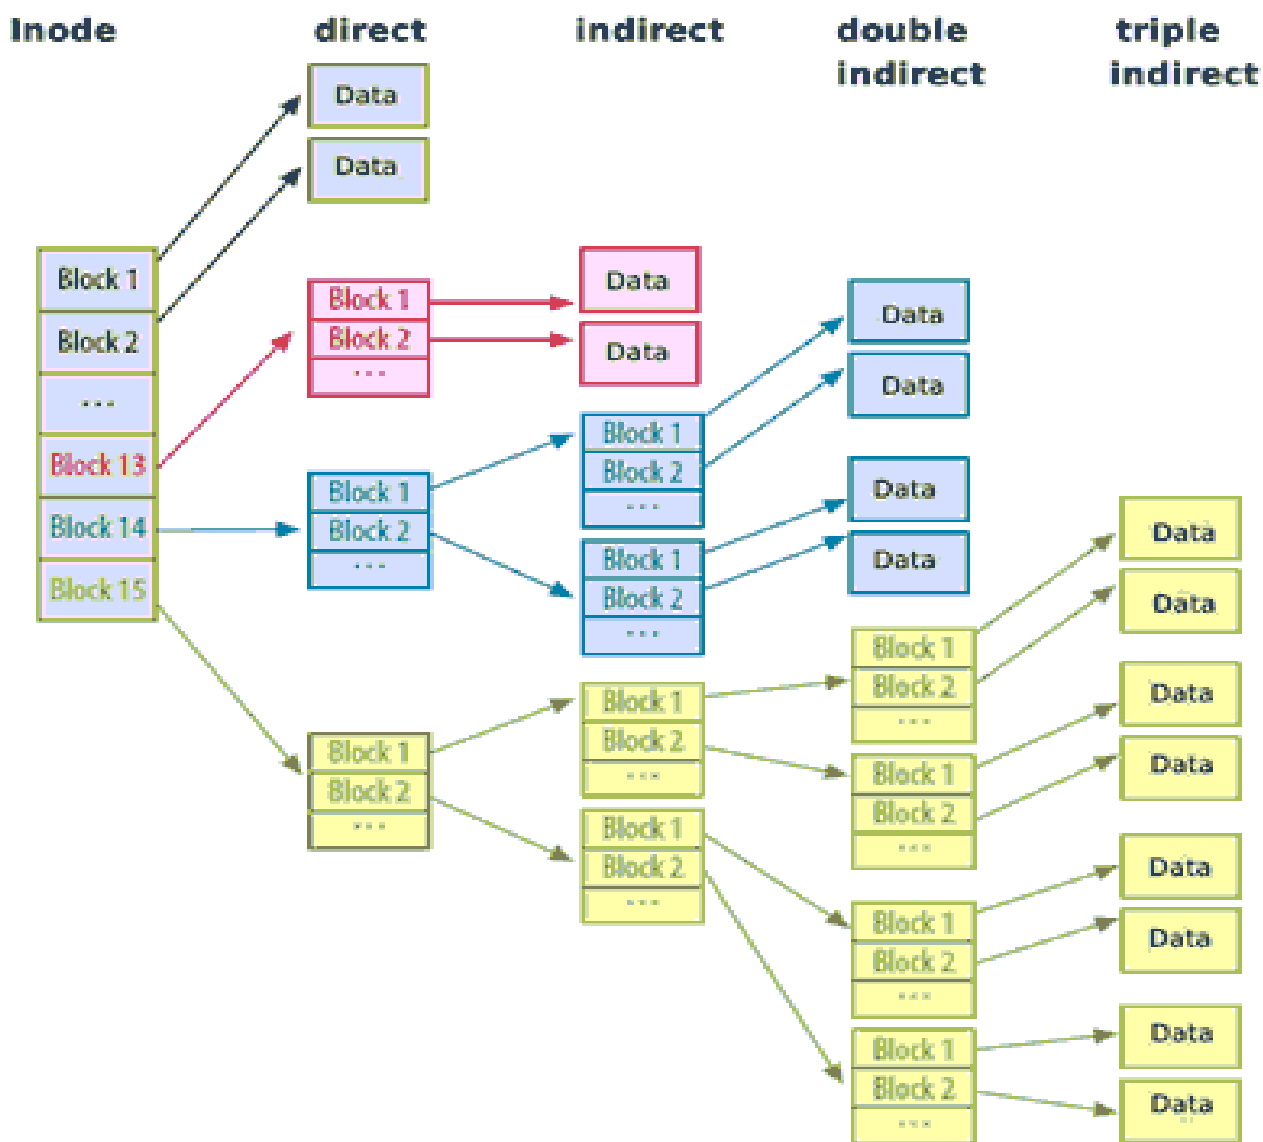 Inode
direct
indirect
double
indirect
triple
indirect
Data
Data
Block 1
Block 2
...
Block 13
Block 14
Block 15
Block 1
Block 2
...
Data
Data
Block 1
Block 2
...
Block 1
Block 2
...
Block 1
Block 2
...
Data
Data
Data
Data
Block 1
Block 2
...
Block 1
Block 2
...
Block 1
Block 2
...
Block 1
Block 2
...
Block 1
Block 2
...
Block 1
Block 2
...
Block 1
Block 2
...
Data
Data
Data
Data
Data
Data
Data
Data